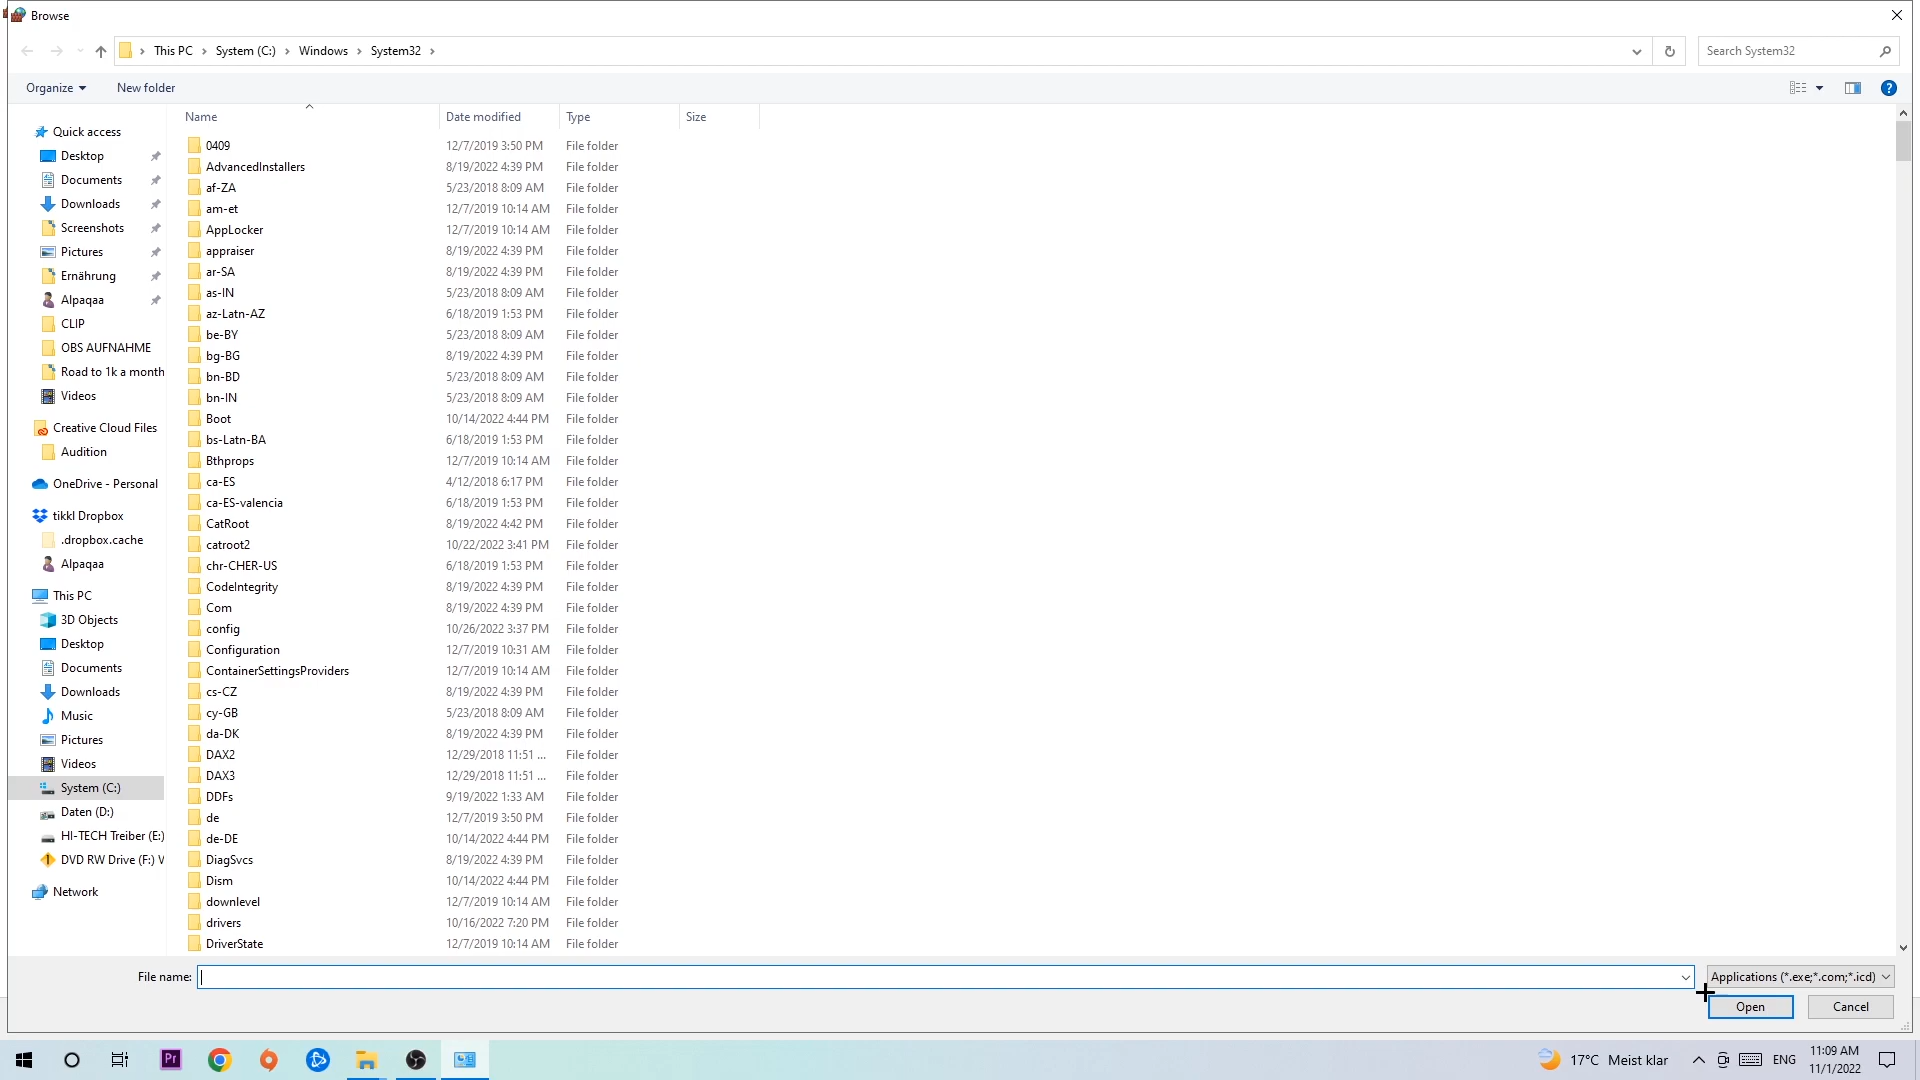 Browse
This PC > System (C:) > Windows > System32 >
Search System32
Organize
New folder
Name Date modified Type Size
Quick access
Desktop
Documents
Downloads
Screenshots
Pictures
Ernährung
Alpaqaa
CLIP
OBS AUFNAHME
Road to 1k a month
Videos
Creative Cloud Files
Audition
OneDrive - Personal
tikkl Dropbox
.dropbox.cache
Alpaqaa
This PC
3D Objects
Desktop
Documents
Downloads
Music
Pictures
Videos
System (C:)
Daten (D:)
HI-TECH Treiber (E:)
DVD RW Drive (F:) V
Network
0409 12/7/2019 3:50 PM File folder
AdvancedInstallers 8/19/2022 4:39 PM File folder
af-ZA 5/23/2018 8:09 AM File folder
am-et 12/7/2019 10:14 AM File folder
AppLocker 12/7/2019 10:14 AM File folder
appraiser 8/19/2022 4:39 PM File folder
ar-SA 8/19/2022 4:39 PM File folder
as-IN 5/23/2018 8:09 AM File folder
az-Latn-AZ 6/18/2019 1:53 PM File folder
be-BY 5/23/2018 8:09 AM File folder
bg-BG 8/19/2022 4:39 PM File folder
bn-BD 5/23/2018 8:09 AM File folder
bn-IN 5/23/2018 8:09 AM File folder
Boot 10/14/2022 4:44 PM File folder
bs-Latn-BA 6/18/2019 1:53 PM File folder
Bthprops 12/7/2019 10:14 AM File folder
ca-ES 4/12/2018 6:17 PM File folder
ca-ES-valencia 6/18/2019 1:53 PM File folder
CatRoot 8/19/2022 4:42 PM File folder
catroot2 10/22/2022 3:41 PM File folder
chr-CHER-US 6/18/2019 1:53 PM File folder
CodeIntegrity 8/19/2022 4:39 PM File folder
Com 8/19/2022 4:39 PM File folder
config 10/26/2022 3:37 PM File folder
Configuration 12/7/2019 10:31 AM File folder
ContainerSettingsProviders 12/7/2019 10:14 AM File folder
cs-CZ 8/19/2022 4:39 PM File folder
cy-GB 5/23/2018 8:09 AM File folder
da-DK 8/19/2022 4:39 PM File folder
DAX2 12/29/2018 11:51 ... File folder
DAX3 12/29/2018 11:51 ... File folder
DDFs 9/19/2022 1:33 AM File folder
de 12/7/2019 3:50 PM File folder
de-DE 10/14/2022 4:44 PM File folder
DiagSvcs 8/19/2022 4:39 PM File folder
Dism 10/14/2022 4:44 PM File folder
downlevel 12/7/2019 10:14 AM File folder
drivers 10/16/2022 7:20 PM File folder
DriverState 12/7/2019 10:14 AM File folder
File name:
Applications (*.exe;*.com;*.icd)
Open
Cancel
Pr
17°C Meist klar
ENG
11:09 AM
11/1/2022